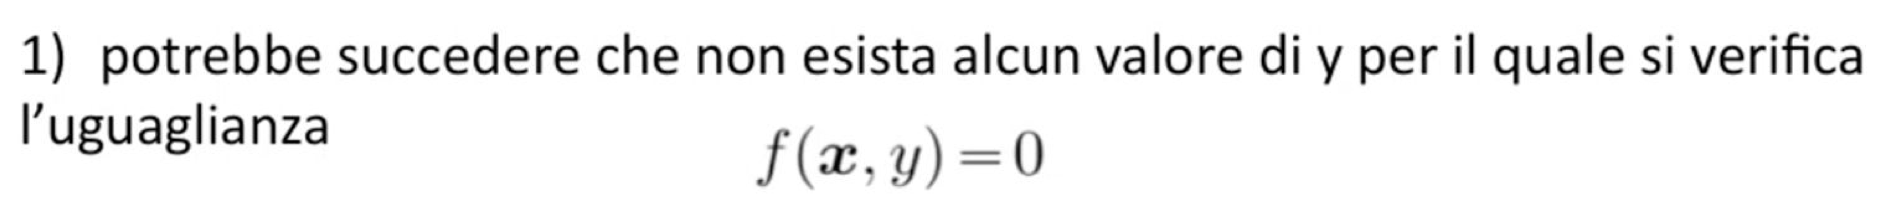 1) potrebbe succedere che non esista alcun valore di y per il quale si verifica
l'uguaglianza
f(x, y)=0